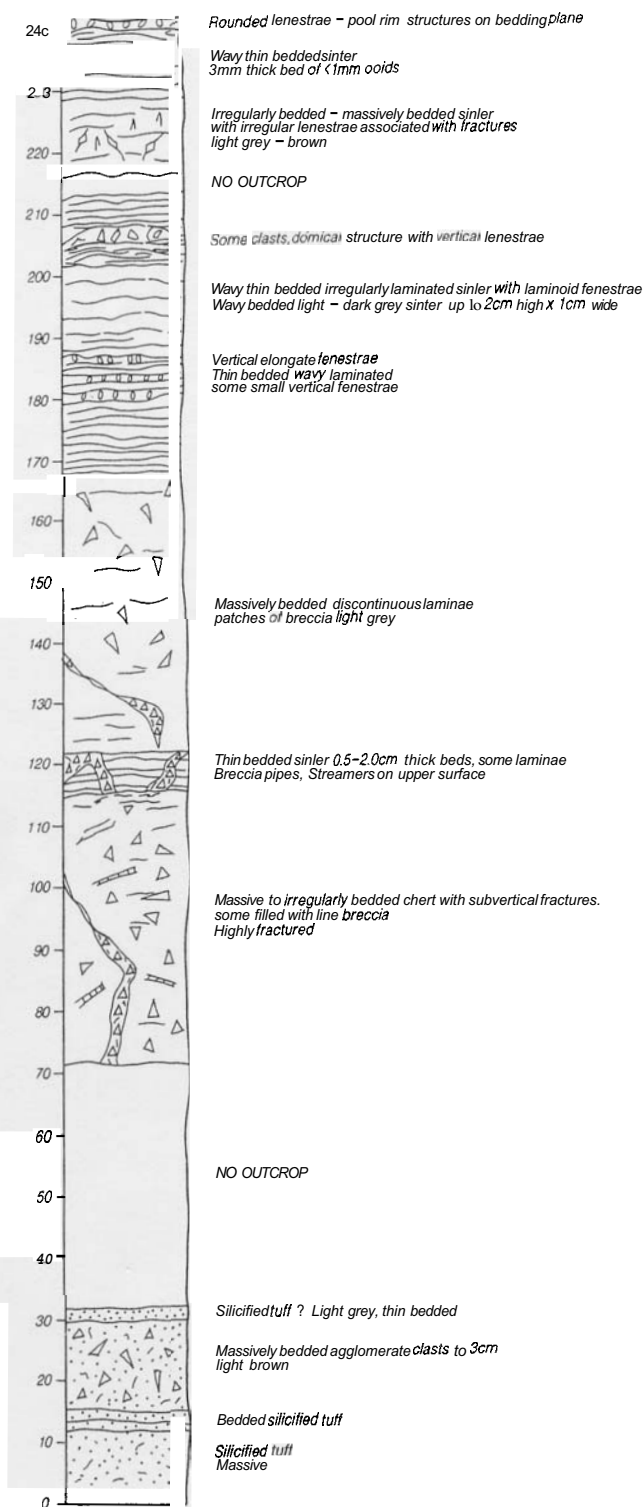 24c
Rounded lenestrae – pool rim structures on bedding plane
Wavy thin beddedsinter
3mm thick bed of <1mm ooids
2.3
Irregularly bedded – massively bedded sinler
with irregular lenestrae associated with fractures
light grey – brown
220
NO OUTCROP
210
Some clasts, domical structure with vertical lenestrae
200
Wavy thin bedded irregularly laminated sinler with laminoid fenestrae
Wavy bedded light – dark grey sinter up lo 2cm high x 1cm wide
190
Vertical elongate fenestrae
Thin bedded wavy laminated
some small vertical fenestrae
180
170
160
150
Massively bedded discontinuous laminae
patches of breccia light grey
140
130
Thin bedded sinler 0.5–2.0cm thick beds, some laminae
Breccia pipes, Streamers on upper surface
120
110
100
Massive to irregularly bedded chert with subvertical fractures.
some filled with line breccia
Highly fractured
90
80
70
60
NO OUTCROP
50
40
Silicified tuff ? Light grey, thin bedded
30
Massively bedded agglomerate clasts to 3cm
light brown
20
Bedded silicified tuff
10
Silicified tuff
Massive
0